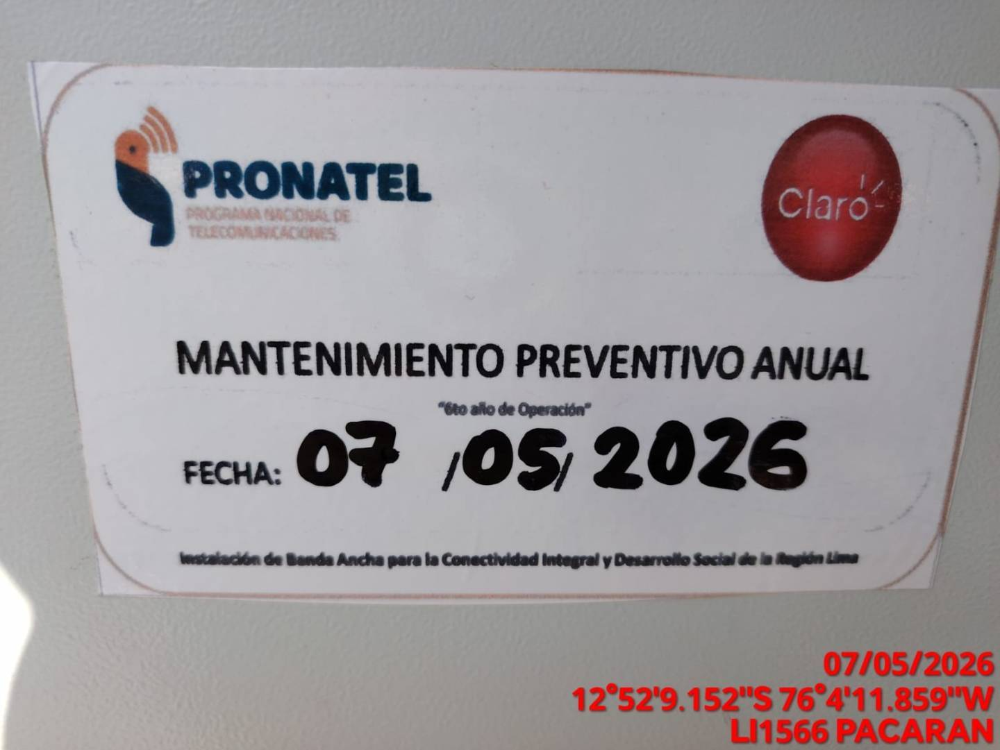 PRONATEL
PROGRAMA NACIONAL DE
TELECOMUNICACIONES
Claro
MANTENIMIENTO PREVENTIVO ANUAL
"6to año de Operación"
FECHA: 07 /05/ 2026
Instalación de Banda Ancha para la Conectividad Integral y Desarrollo Social de la Región Lima
07/05/2026
12°52'9.152"S 76°4'11.859"W
LI1566 PACARAN